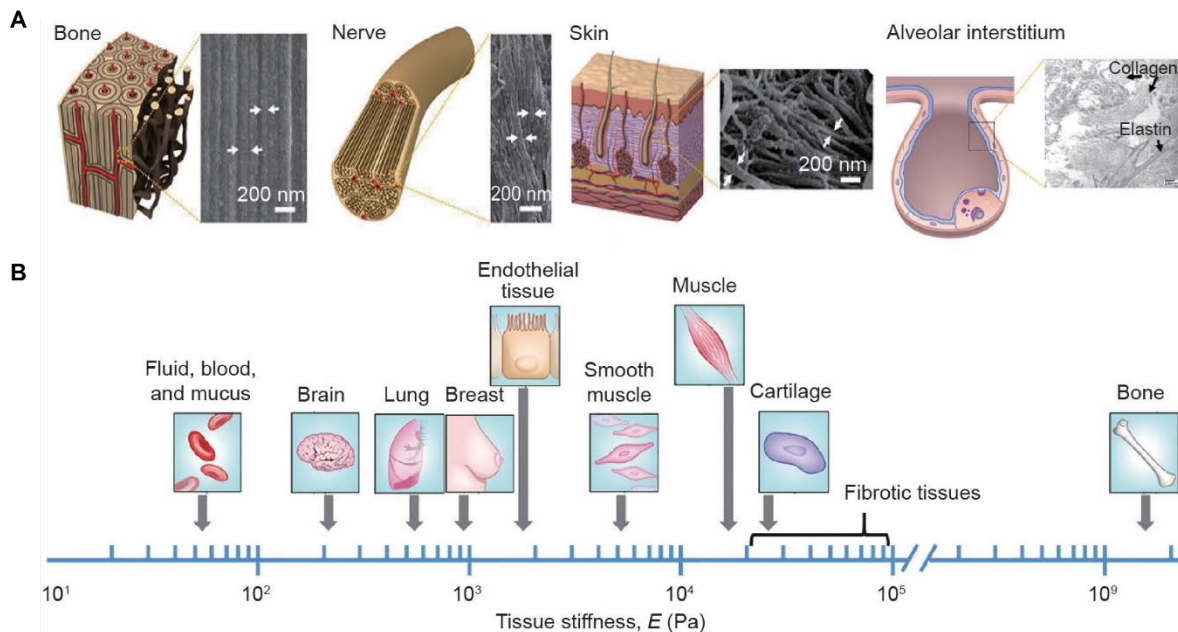 A
Bone
200 nm
Nerve
200 nm
Skin
200 nm
Alveolar interstitium
Collagen
Elastin
B
Fluid, blood,
and mucus
Brain
Lung
Breast
Endothelial
tissue
Smooth
muscle
Muscle
Cartilage
Fibrotic tissues
Bone
10¹
10²
10³
10⁴
10⁵
10⁹
Tissue stiffness, E (Pa)